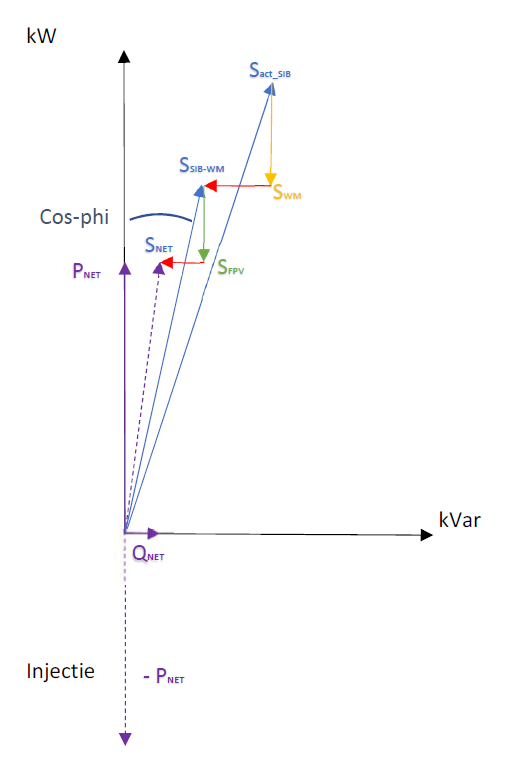 kW
Sact_SIB
SSIB-WM
SWM
Cos-phi
SNET
PNET
SFPV
kVar
QNET
Injectie
- PNET